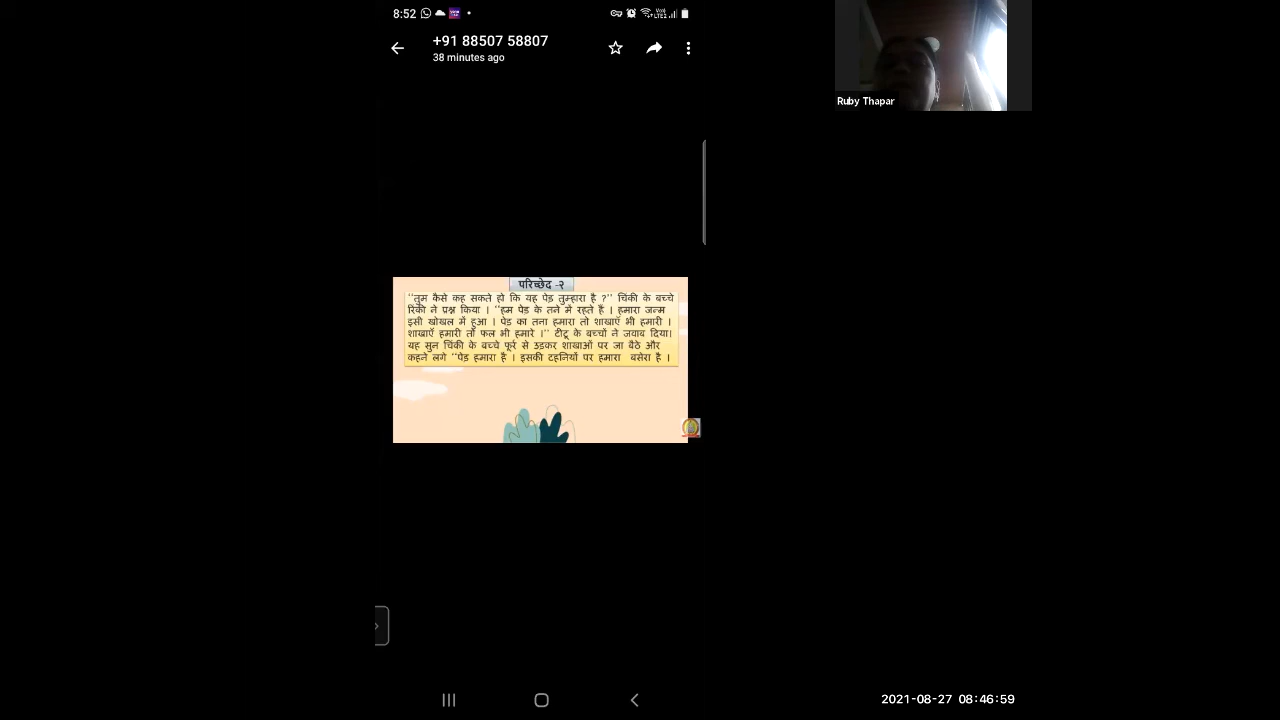 8:52
LTE2
+91 88507 58807
38 minutes ago
Ruby Thapar
परिच्छेद -२
"तुम कैसे कह सकते हो कि यह पेड़ तुम्हारा है ?" चिंकी के बच्चे
रिंकी ने प्रश्न किया । "हम पेड़ के तने में रहते हैं । हमारा जन्म
इसी खोखल में हुआ । पेड़ का तना हमारा तो शाखाएँ भी हमारी ।
शाखाएँ हमारी तो फल भी हमारे ।" टीटू के बच्चों ने जवाब दिया।
यह सुन चिंकी के बच्चे फूर्र से उड़कर शाखाओं पर जा बैठे और
कहने लगे "पेड़ हमारा है । इसकी टहनियों पर हमारा बसेरा है ।
2021-08-27 08:46:59